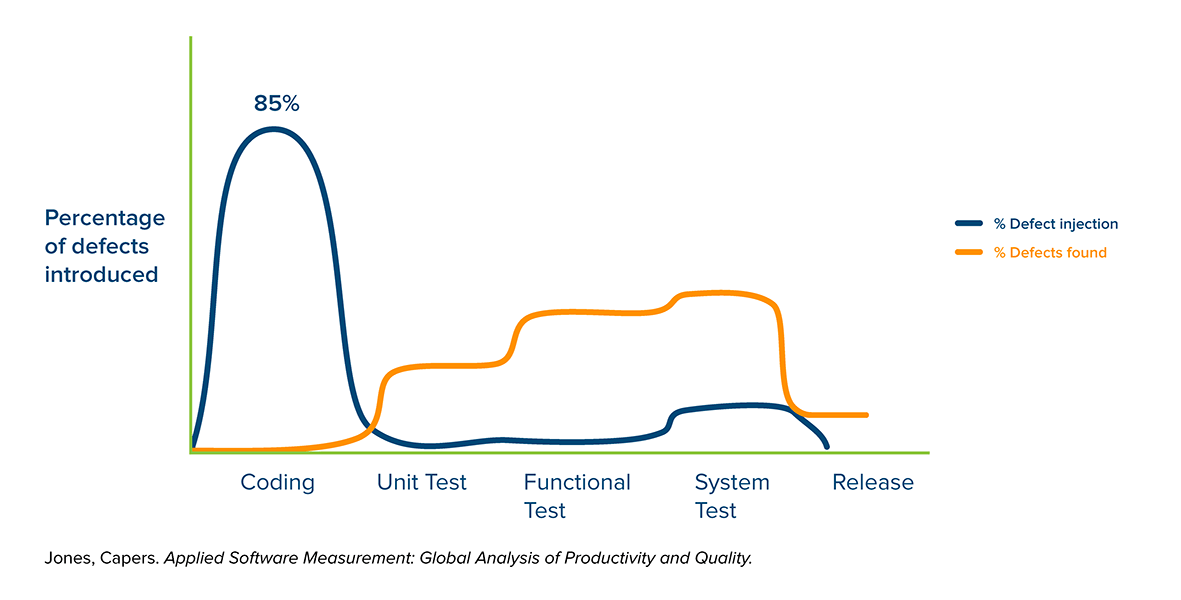 85%
Percentage
of defects
introduced
% Defect injection
% Defects found
Coding
Unit Test
Functional
Test
System
Test
Release
Jones, Capers. Applied Software Measurement: Global Analysis of Productivity and Quality.